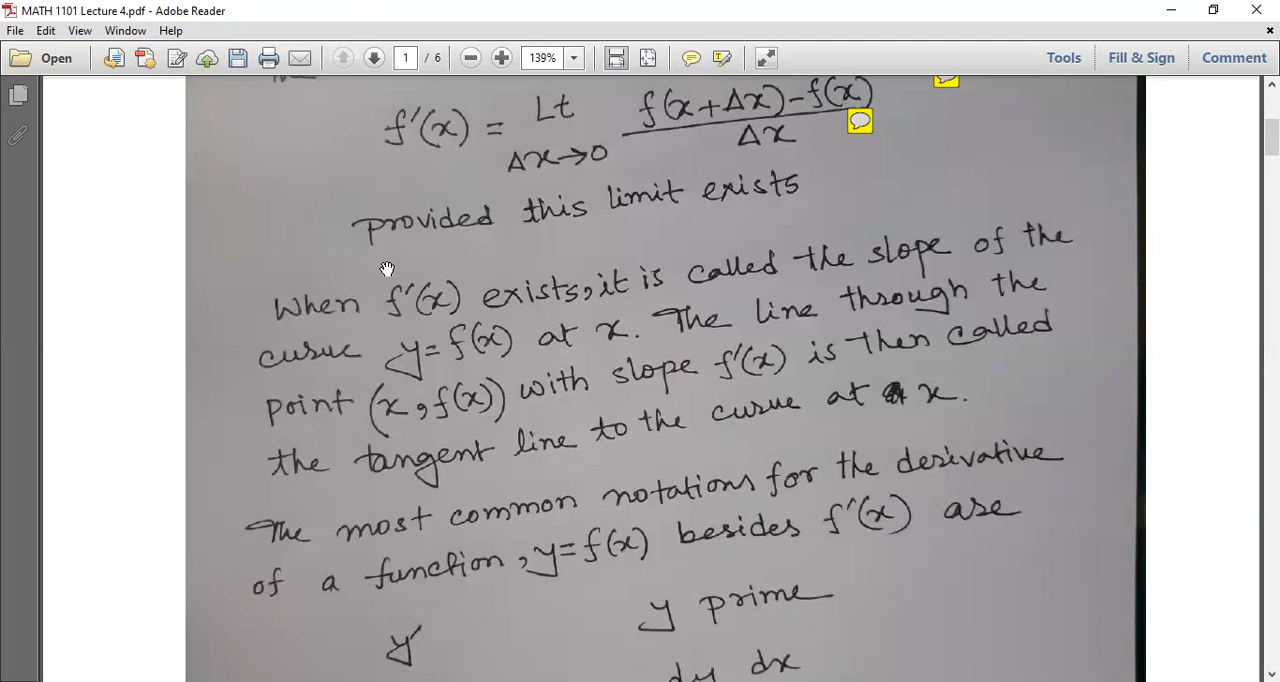 MATH 1101 Lecture 4.pdf - Adobe Reader
File Edit View Window Help
Open 1 / 6 139% Tools Fill & Sign Comment
f'(x) = Lt f(x+Δx)-f(x)
Δx→0 Δx
provided this limit exists
When f'(x) exists, it is called the slope of the
curve y=f(x) at x. The line through the
point (x, f(x)) with slope f'(x) is then called
the tangent line to the curve at x.
The most common notations for the derivative
of a function, y=f(x) besides f'(x) are
y' y prime
dy dx